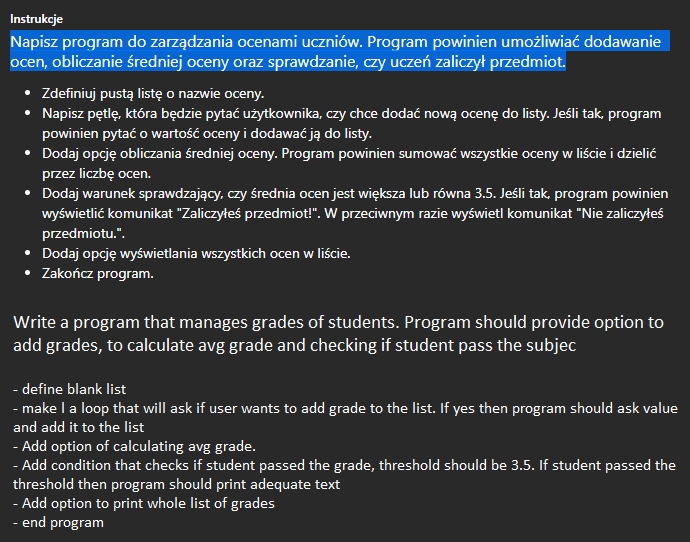 Instrukcje
Napisz program do zarządzania ocenami uczniów. Program powinien umożliwiać dodawanie
ocen, obliczanie średniej oceny oraz sprawdzanie, czy uczeń zaliczył przedmiot.
• Zdefiniuj pustą listę o nazwie oceny.
• Napisz pętlę, która będzie pytać użytkownika, czy chce dodać nową ocenę do listy. Jeśli tak, program
powinien pytać o wartość oceny i dodawać ją do listy.
• Dodaj opcję obliczania średniej oceny. Program powinien sumować wszystkie oceny w liście i dzielić
przez liczbę ocen.
• Dodaj warunek sprawdzający, czy średnia ocen jest większa lub równa 3.5. Jeśli tak, program powinien
wyświetlić komunikat "Zaliczyłeś przedmiot!". W przeciwnym razie wyświetl komunikat "Nie zaliczyłeś
przedmiotu.".
• Dodaj opcję wyświetlania wszystkich ocen w liście.
• Zakończ program.
Write a program that manages grades of students. Program should provide option to
add grades, to calculate avg grade and checking if student pass the subjec
- define blank list
- make l a loop that will ask if user wants to add grade to the list. If yes then program should ask value
and add it to the list
- Add option of calculating avg grade.
- Add condition that checks if student passed the grade, threshold should be 3.5. If student passed the
threshold then program should print adequate text
- Add option to print whole list of grades
- end program